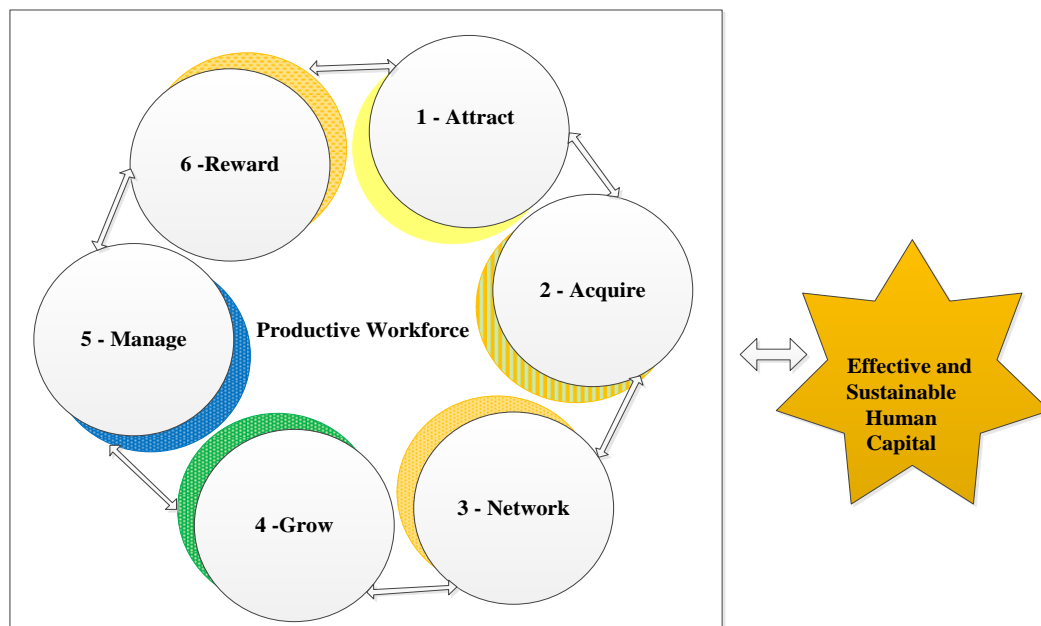 1 - Attract
2 - Acquire
3 - Network
4 -Grow
5 - Manage
6 -Reward
Productive Workforce
Effective and
Sustainable
Human
Capital